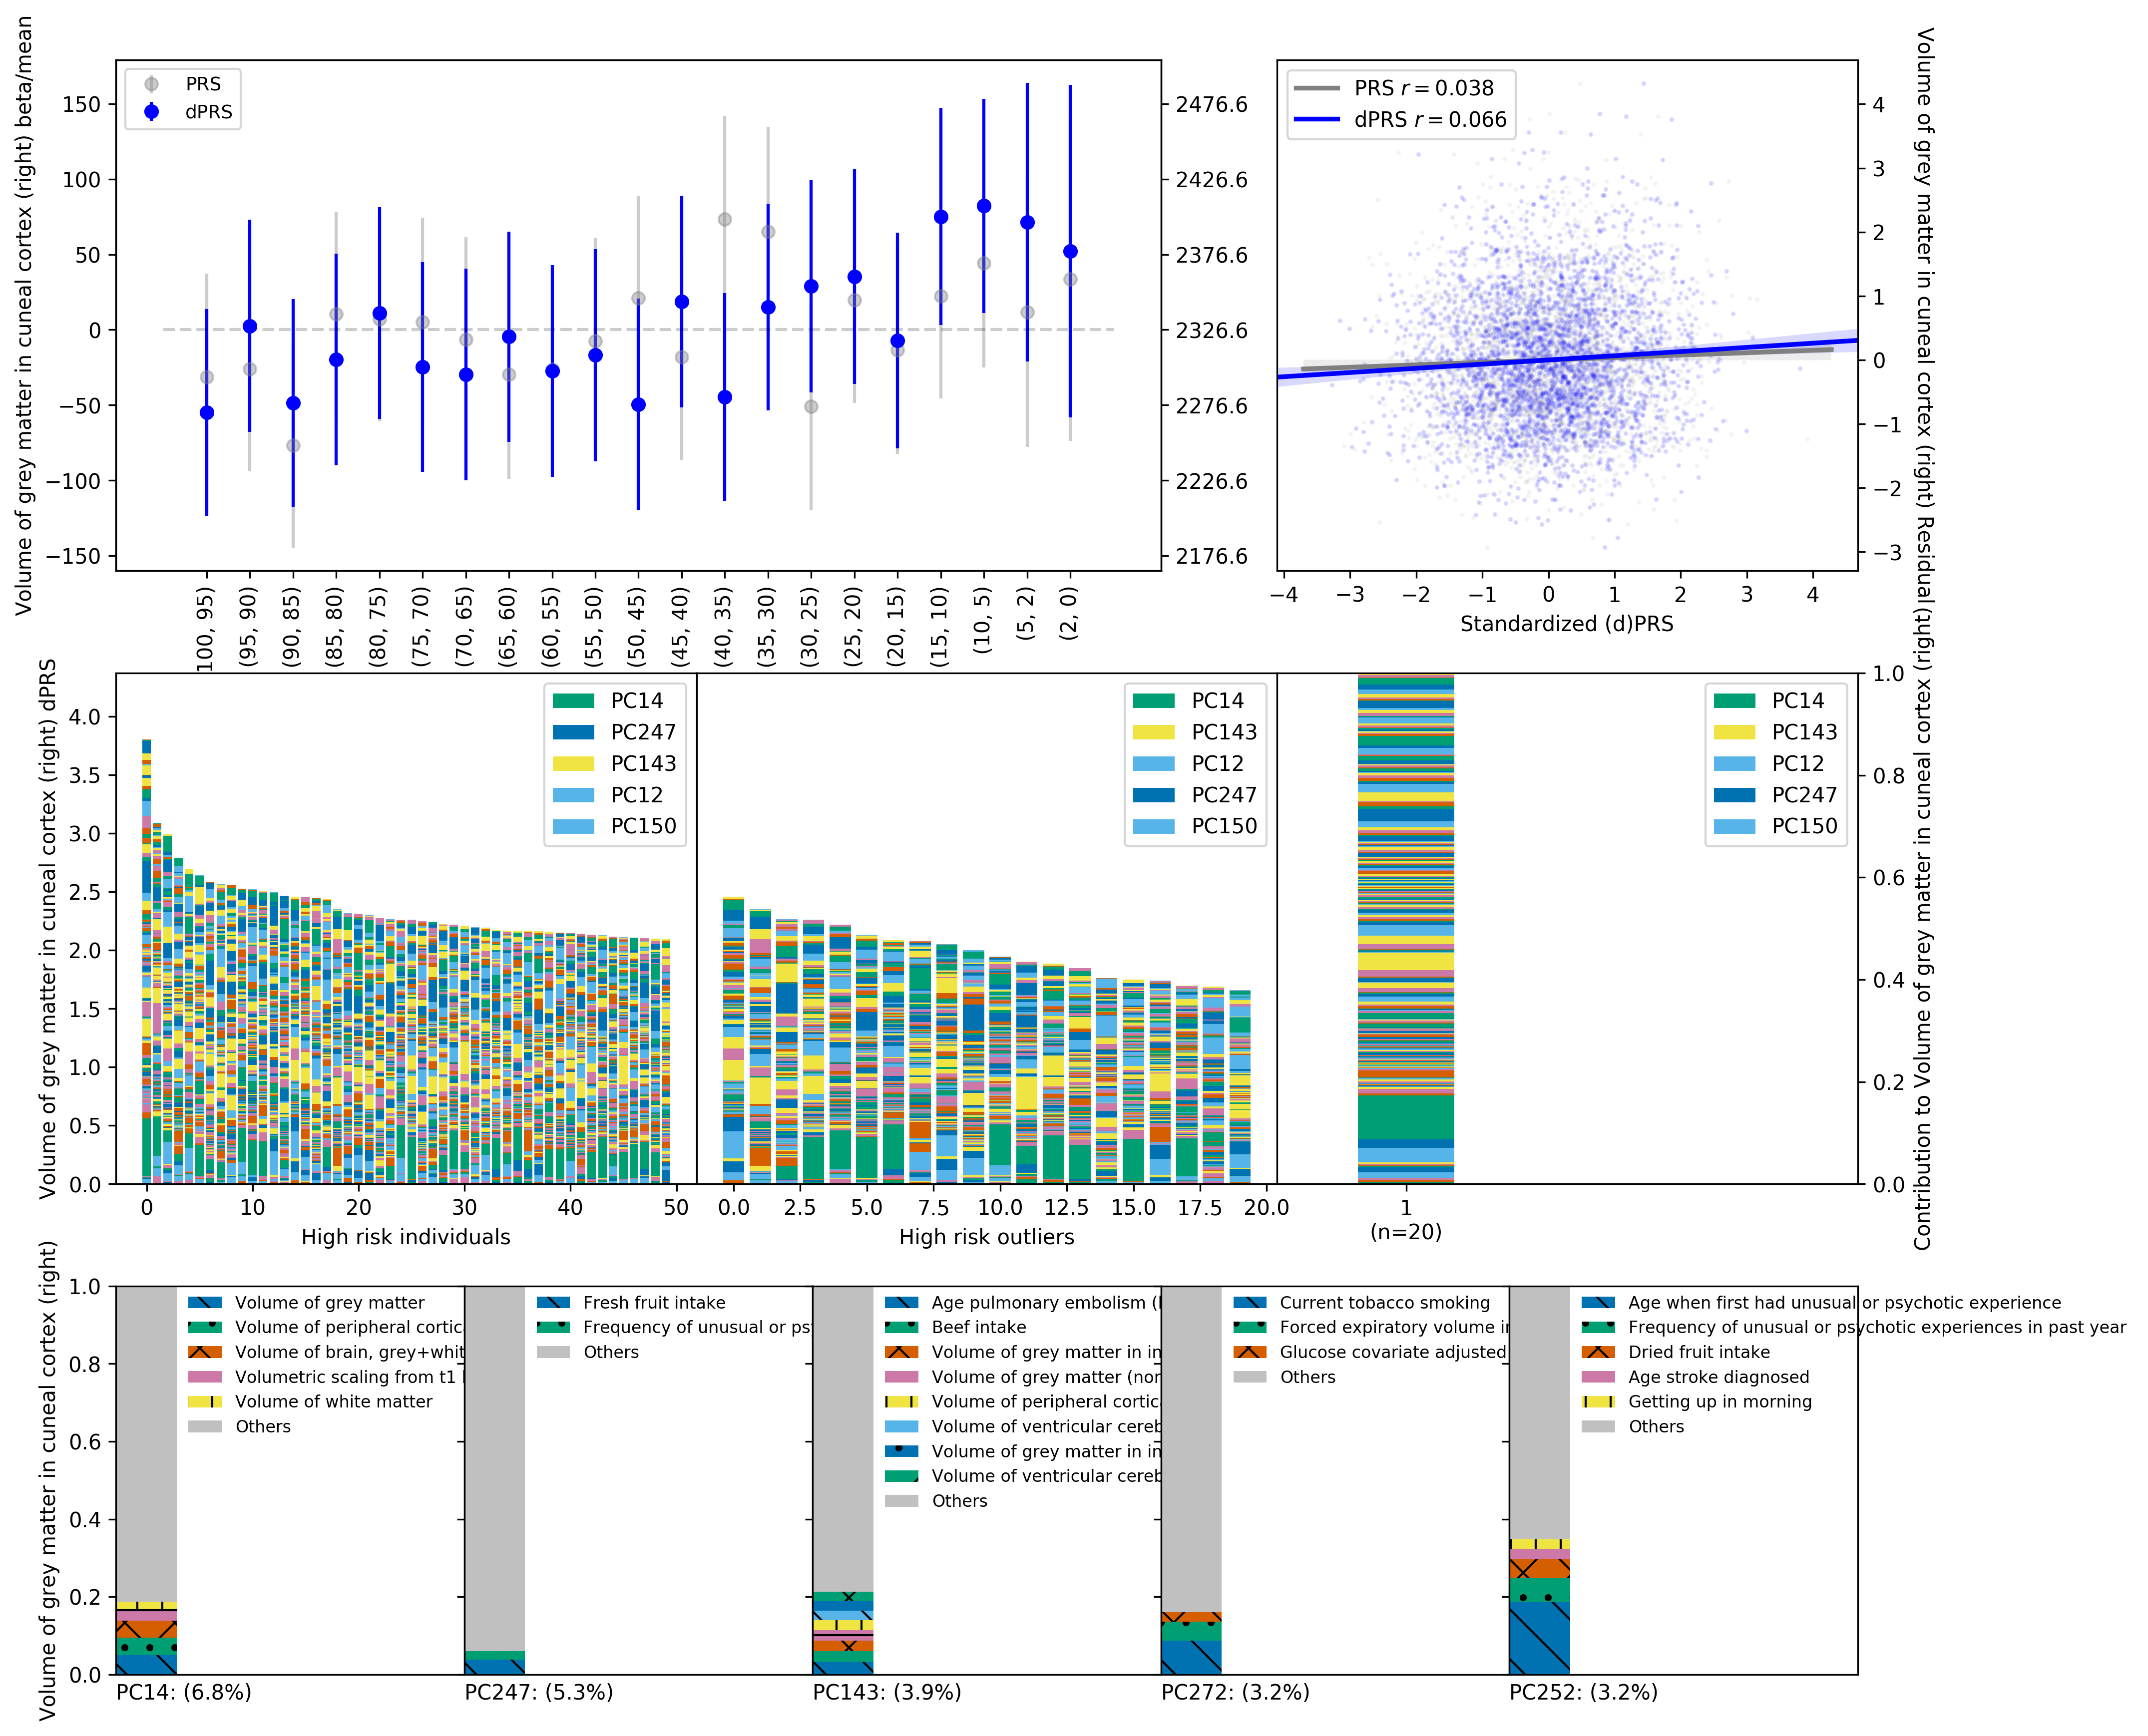 Volume of grey matter in cuneal cortex (right) beta/mean
PRS
dPRS
150
100
50
0
−50
−100
−150
2476.6
2426.6
2376.6
2326.6
2276.6
2226.6
2176.6
100, 95)
(95, 90)
(90, 85)
(85, 80)
(80, 75)
(75, 70)
(70, 65)
(65, 60)
(60, 55)
(55, 50)
(50, 45)
(45, 40)
(40, 35)
(35, 30)
(30, 25)
(25, 20)
(20, 15)
(15, 10)
(10, 5)
(5, 2)
(2, 0)
PRS r = 0.038
dPRS r = 0.066
4
3
2
1
0
−1
−2
−3
−4
−3
−2
−1
0
1
2
3
4
Standardized (d)PRS
Volume of grey matter in cuneal cortex (right) Residual
Volume of grey matter in cuneal cortex (right) dPRS
4.0
3.5
3.0
2.5
2.0
1.5
1.0
0.5
0.0
PC14
PC247
PC143
PC12
PC150
0
10
20
30
40
50
High risk individuals
PC14
PC143
PC12
PC247
PC150
0.0
2.5
5.0
7.5
10.0
12.5
15.0
17.5
20.0
High risk outliers
PC14
PC143
PC12
PC247
PC150
1
(n=20)
1.0
0.8
0.6
0.4
0.2
0.0
Contribution to Volume of grey matter in cuneal cortex (right)
Volume of grey matter in cuneal cortex (right)
1.0
0.8
0.6
0.4
0.2
0.0
Volume of grey matter
Volume of peripheral cortic
Volume of brain, grey+whit
Volumetric scaling from t1
Volume of white matter
Others
PC14: (6.8%)
Fresh fruit intake
Frequency of unusual or ps
Others
PC247: (5.3%)
Age pulmonary embolism (
Beef intake
Volume of grey matter in in
Volume of grey matter (nor
Volume of peripheral cortic
Volume of ventricular cereb
Volume of grey matter in in
Volume of ventricular cereb
Others
PC143: (3.9%)
Current tobacco smoking
Forced expiratory volume in
Glucose covariate adjusted
Others
PC272: (3.2%)
Age when first had unusual or psychotic experience
Frequency of unusual or psychotic experiences in past year
Dried fruit intake
Age stroke diagnosed
Getting up in morning
Others
PC252: (3.2%)